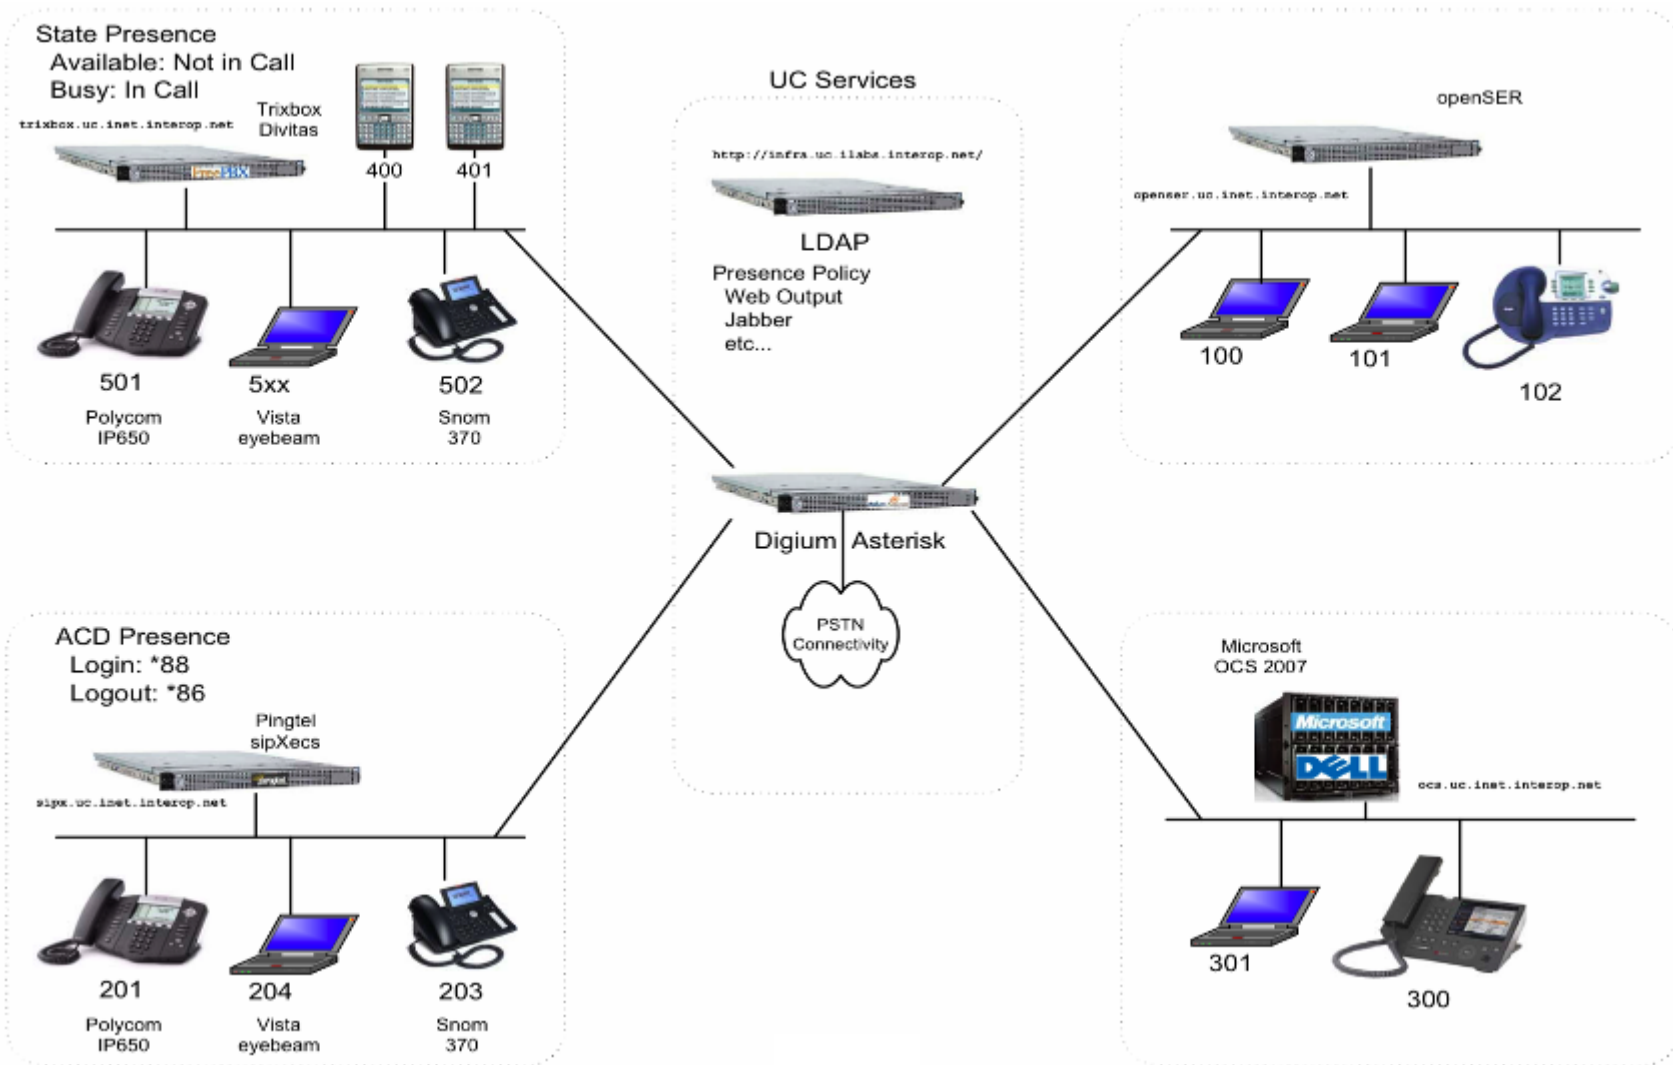 State Presence
Available: Not in Call
Busy: In Call
trixbox.uc.inet.interop.net
Trixbox
Divitas
400
401
FreePBX
501
5xx
502
Polycom
IP650
Vista
eyebeam
Snom
370
UC Services
http://infra.uc.ilabs.interop.net/
LDAP
Presence Policy
Web Output
Jabber
etc...
openSER
openser.uc.inet.interop.net
100
101
102
Digium
Asterisk
PSTN
Connectivity
ACD Presence
Login: *88
Logout: *86
Pingtel
sipXecs
pingtel
sipx.uc.inet.interop.net
201
204
203
Polycom
IP650
Vista
eyebeam
Snom
370
Microsoft
OCS 2007
Microsoft
DELL
ocs.uc.inet.interop.net
301
300